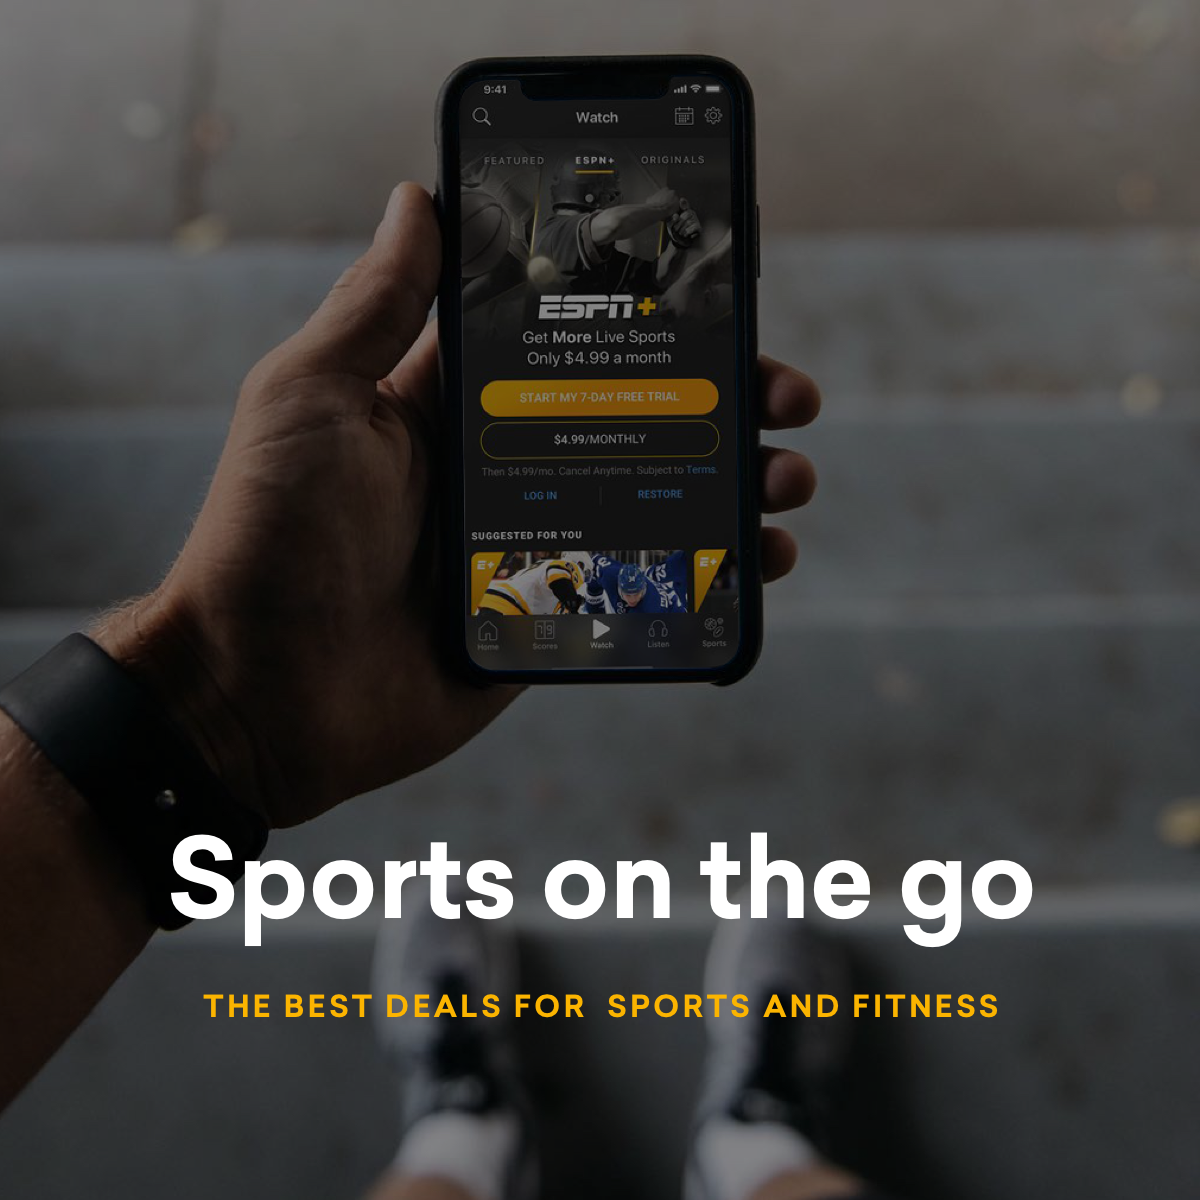 9:41
Watch
FEATURED ESPN+ ORIGINALS
ESPN+
Get More Live Sports
Only $4.99 a month
START MY 7-DAY FREE TRIAL
$4.99/MONTHLY
Then $4.99/mo. Cancel Anytime. Subject to Terms.
LOG IN RESTORE
SUGGESTED FOR YOU
E+ E+
Home Scores Watch Listen Sports
Sports on the go
THE BEST DEALS FOR SPORTS AND FITNESS